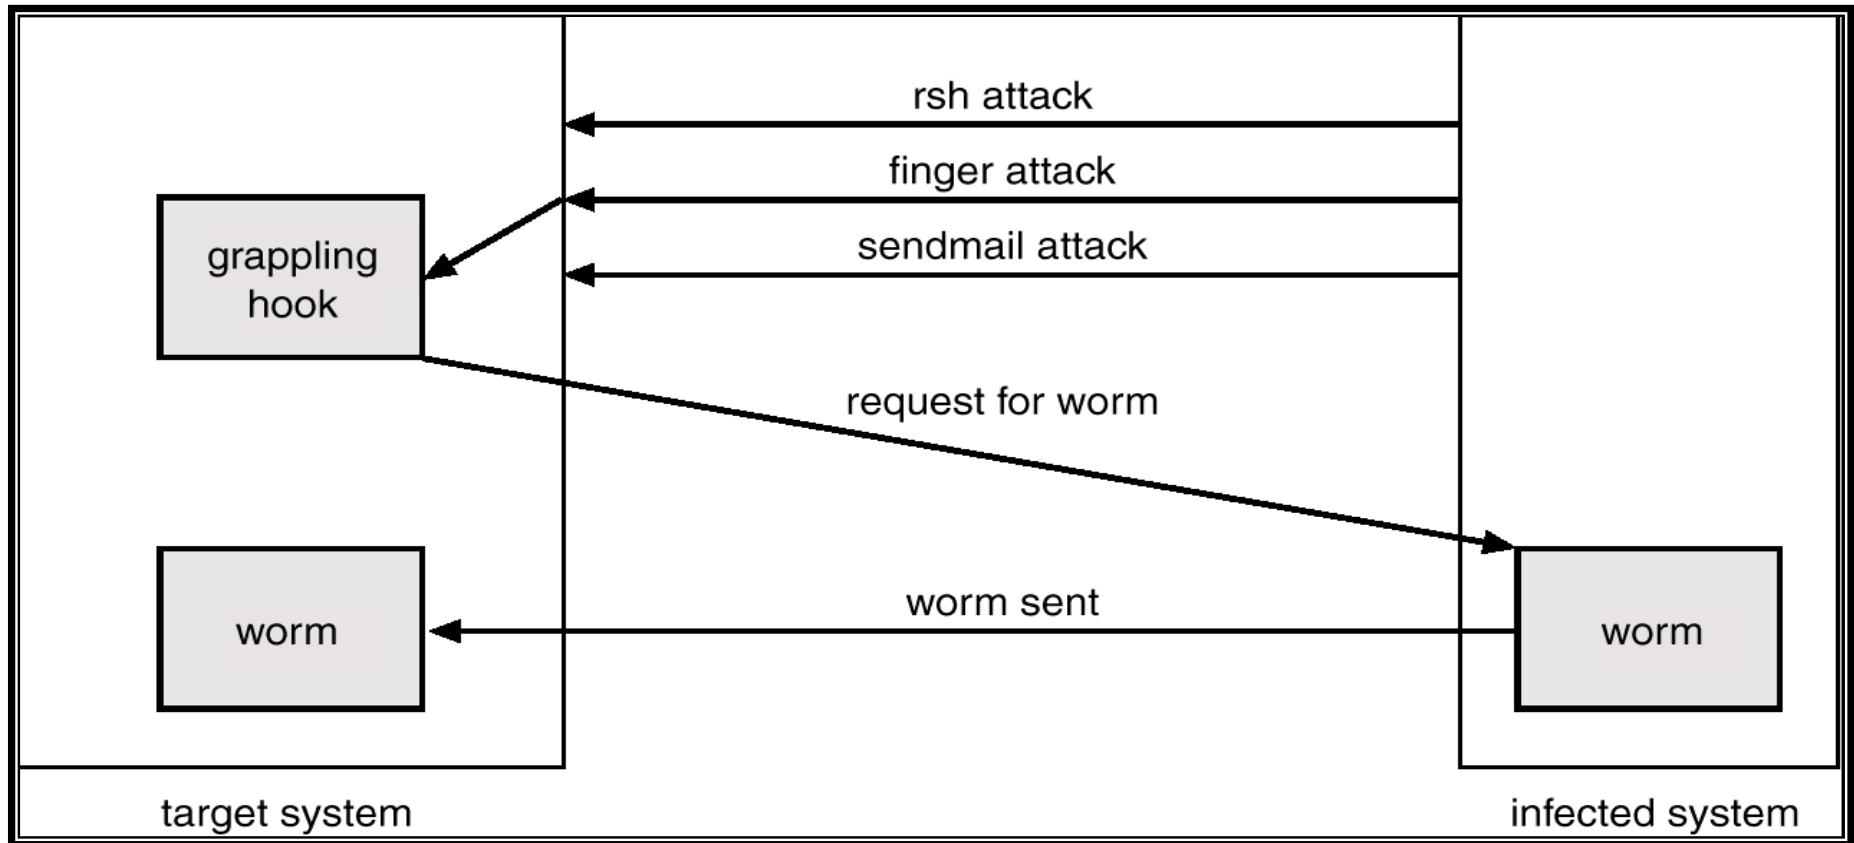 rsh attack
finger attack
sendmail attack
grappling
hook
request for worm
worm sent
worm
worm
target system
infected system